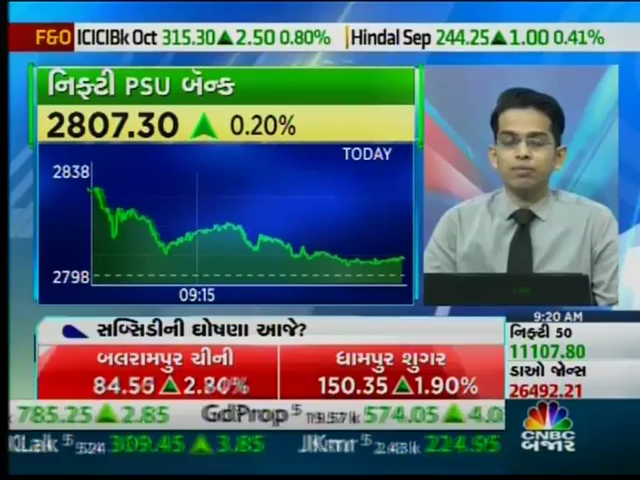 F&O ICICIBk Oct 315.30 ▲ 2.50 0.80% Hindal Sep 244.25 ▲ 1.00 0.41%
નિફ્ટી PSU બૅન્ક
2807.30 ▲ 0.20%
TODAY
2838
2798
09:15
9:20 AM
સબ્સિડીની ઘોષણા આજે?
બલરામપુર ચીની
84.55 ▲ 2.80%
ધામપુર શુગર
150.35 ▲ 1.90%
નિફ્ટી 50
11107.80
ડાઓ જોન્સ
26492.21
785.25 ▲ 2.85 GdProp 574.05 ▲
309.45 ▲ 3.85 224.95
CNBC
બજાર